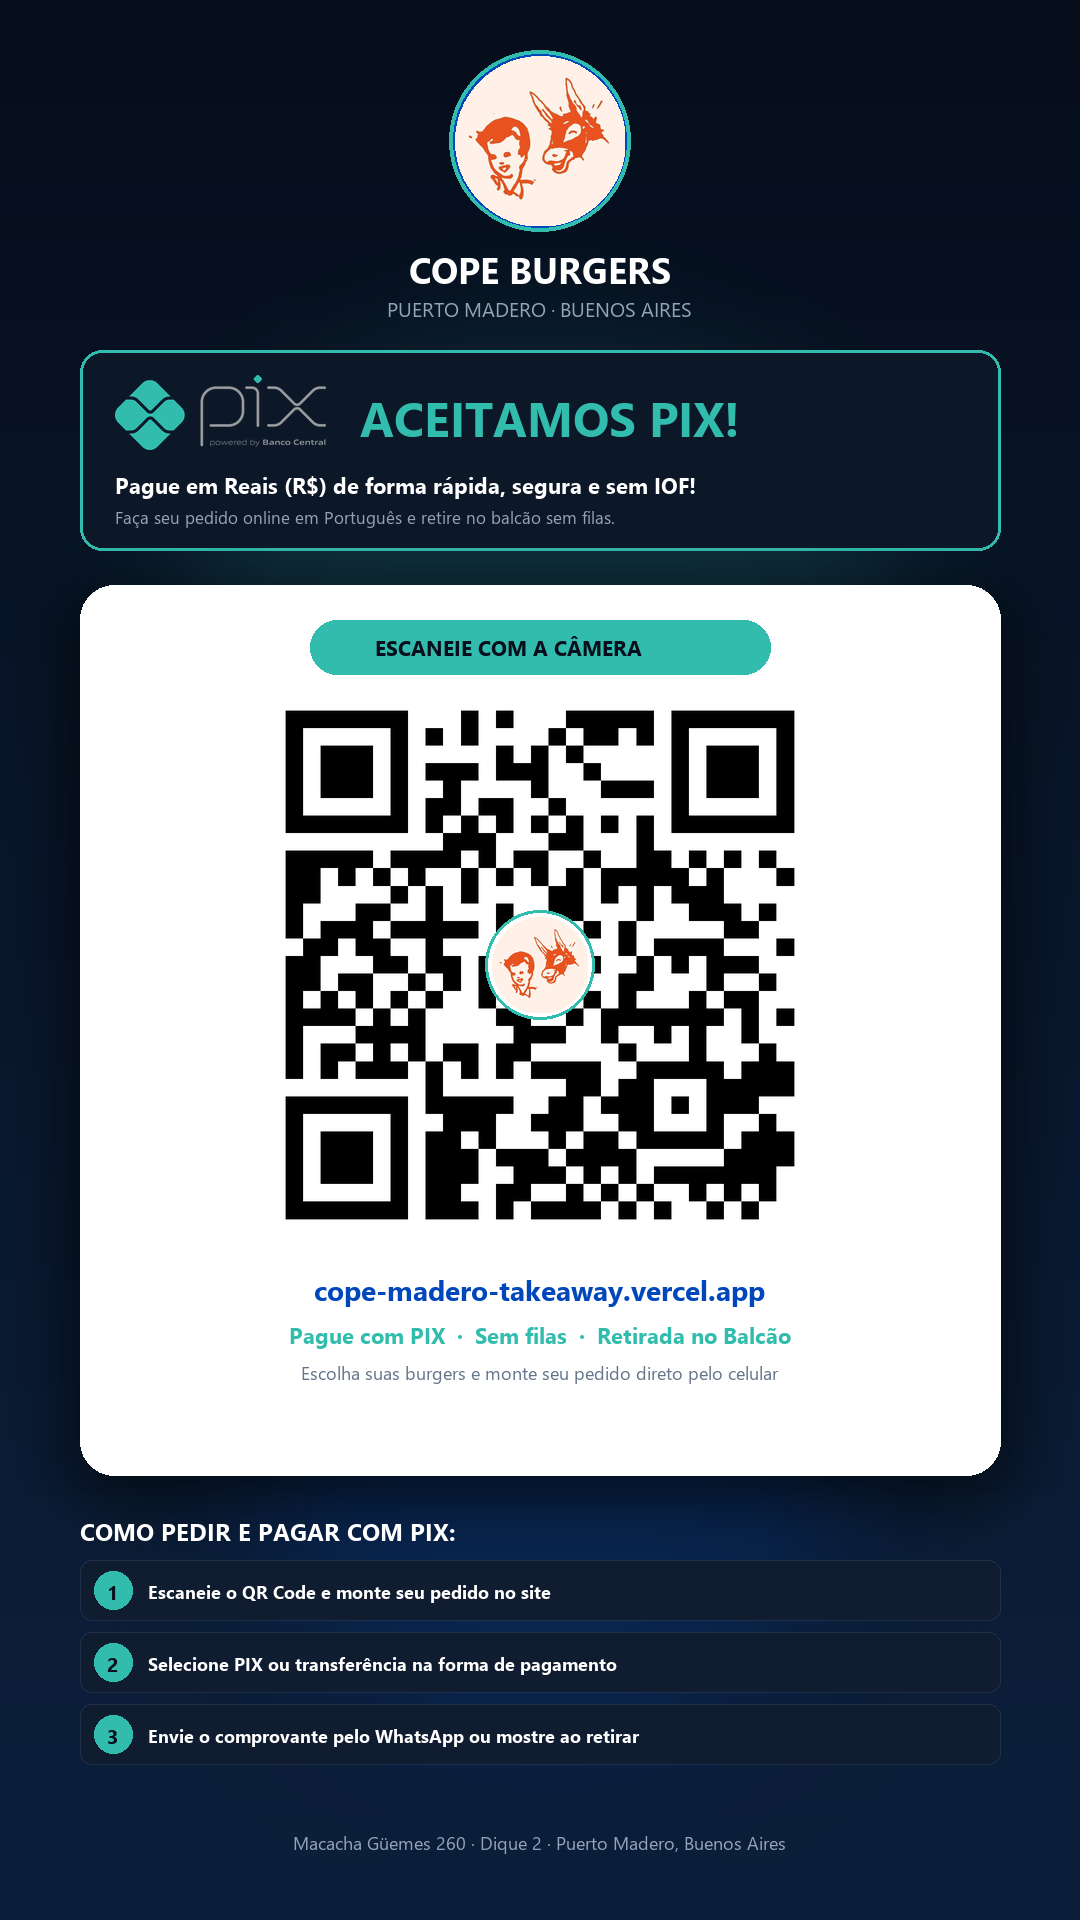 COPE BURGERS
PUERTO MADERO · BUENOS AIRES
pix
powered by Banco Central
ACEITAMOS PIX!
Pague em Reais (R$) de forma rápida, segura e sem IOF!
Faça seu pedido online em Português e retire no balcão sem filas.
ESCANEIE COM A CÂMERA
cope-madero-takeaway.vercel.app
Pague com PIX · Sem filas · Retirada no Balcão
Escolha suas burgers e monte seu pedido direto pelo celular
COMO PEDIR E PAGAR COM PIX:
1 Escaneie o QR Code e monte seu pedido no site
2 Selecione PIX ou transferência na forma de pagamento
3 Envie o comprovante pelo WhatsApp ou mostre ao retirar
Macacha Güemes 260 · Dique 2 · Puerto Madero, Buenos Aires